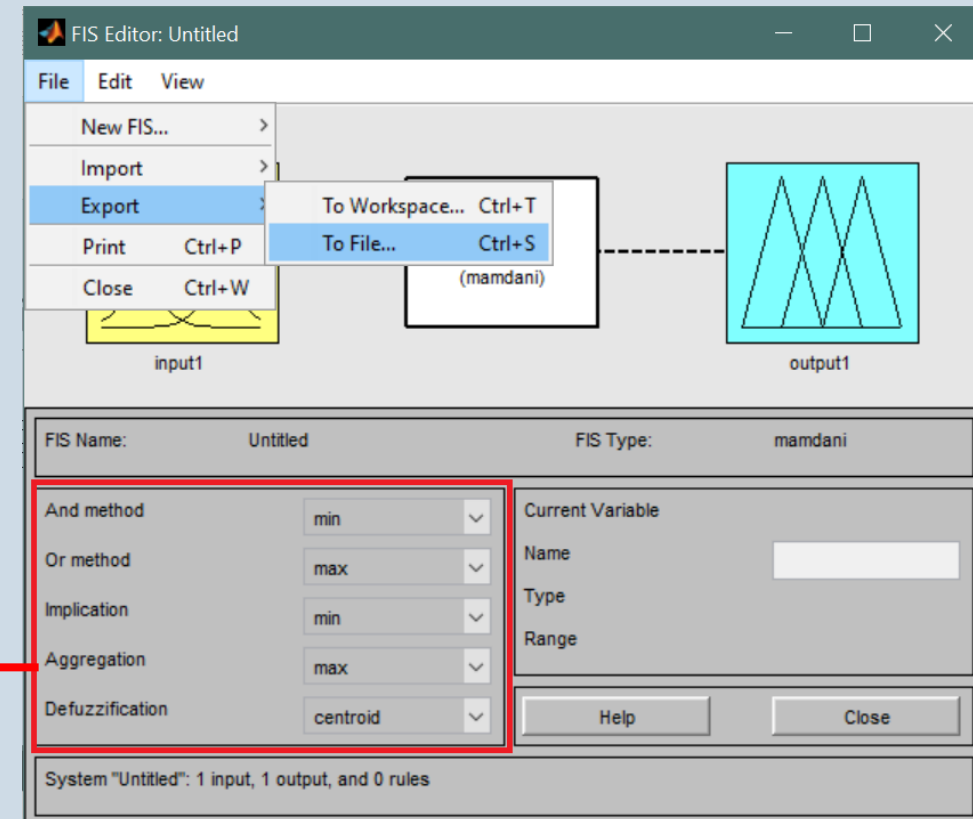 FIS Editor: Untitled
File Edit View
New FIS...
Import
Export
Print Ctrl+P
Close Ctrl+W
To Workspace... Ctrl+T
To File... Ctrl+S
(mamdani)
input1
output1
FIS Name: Untitled FIS Type: mamdani
And method min
Or method max
Implication min
Aggregation max
Defuzzification centroid
Current Variable
Name
Type
Range
Help Close
System "Untitled": 1 input, 1 output, and 0 rules